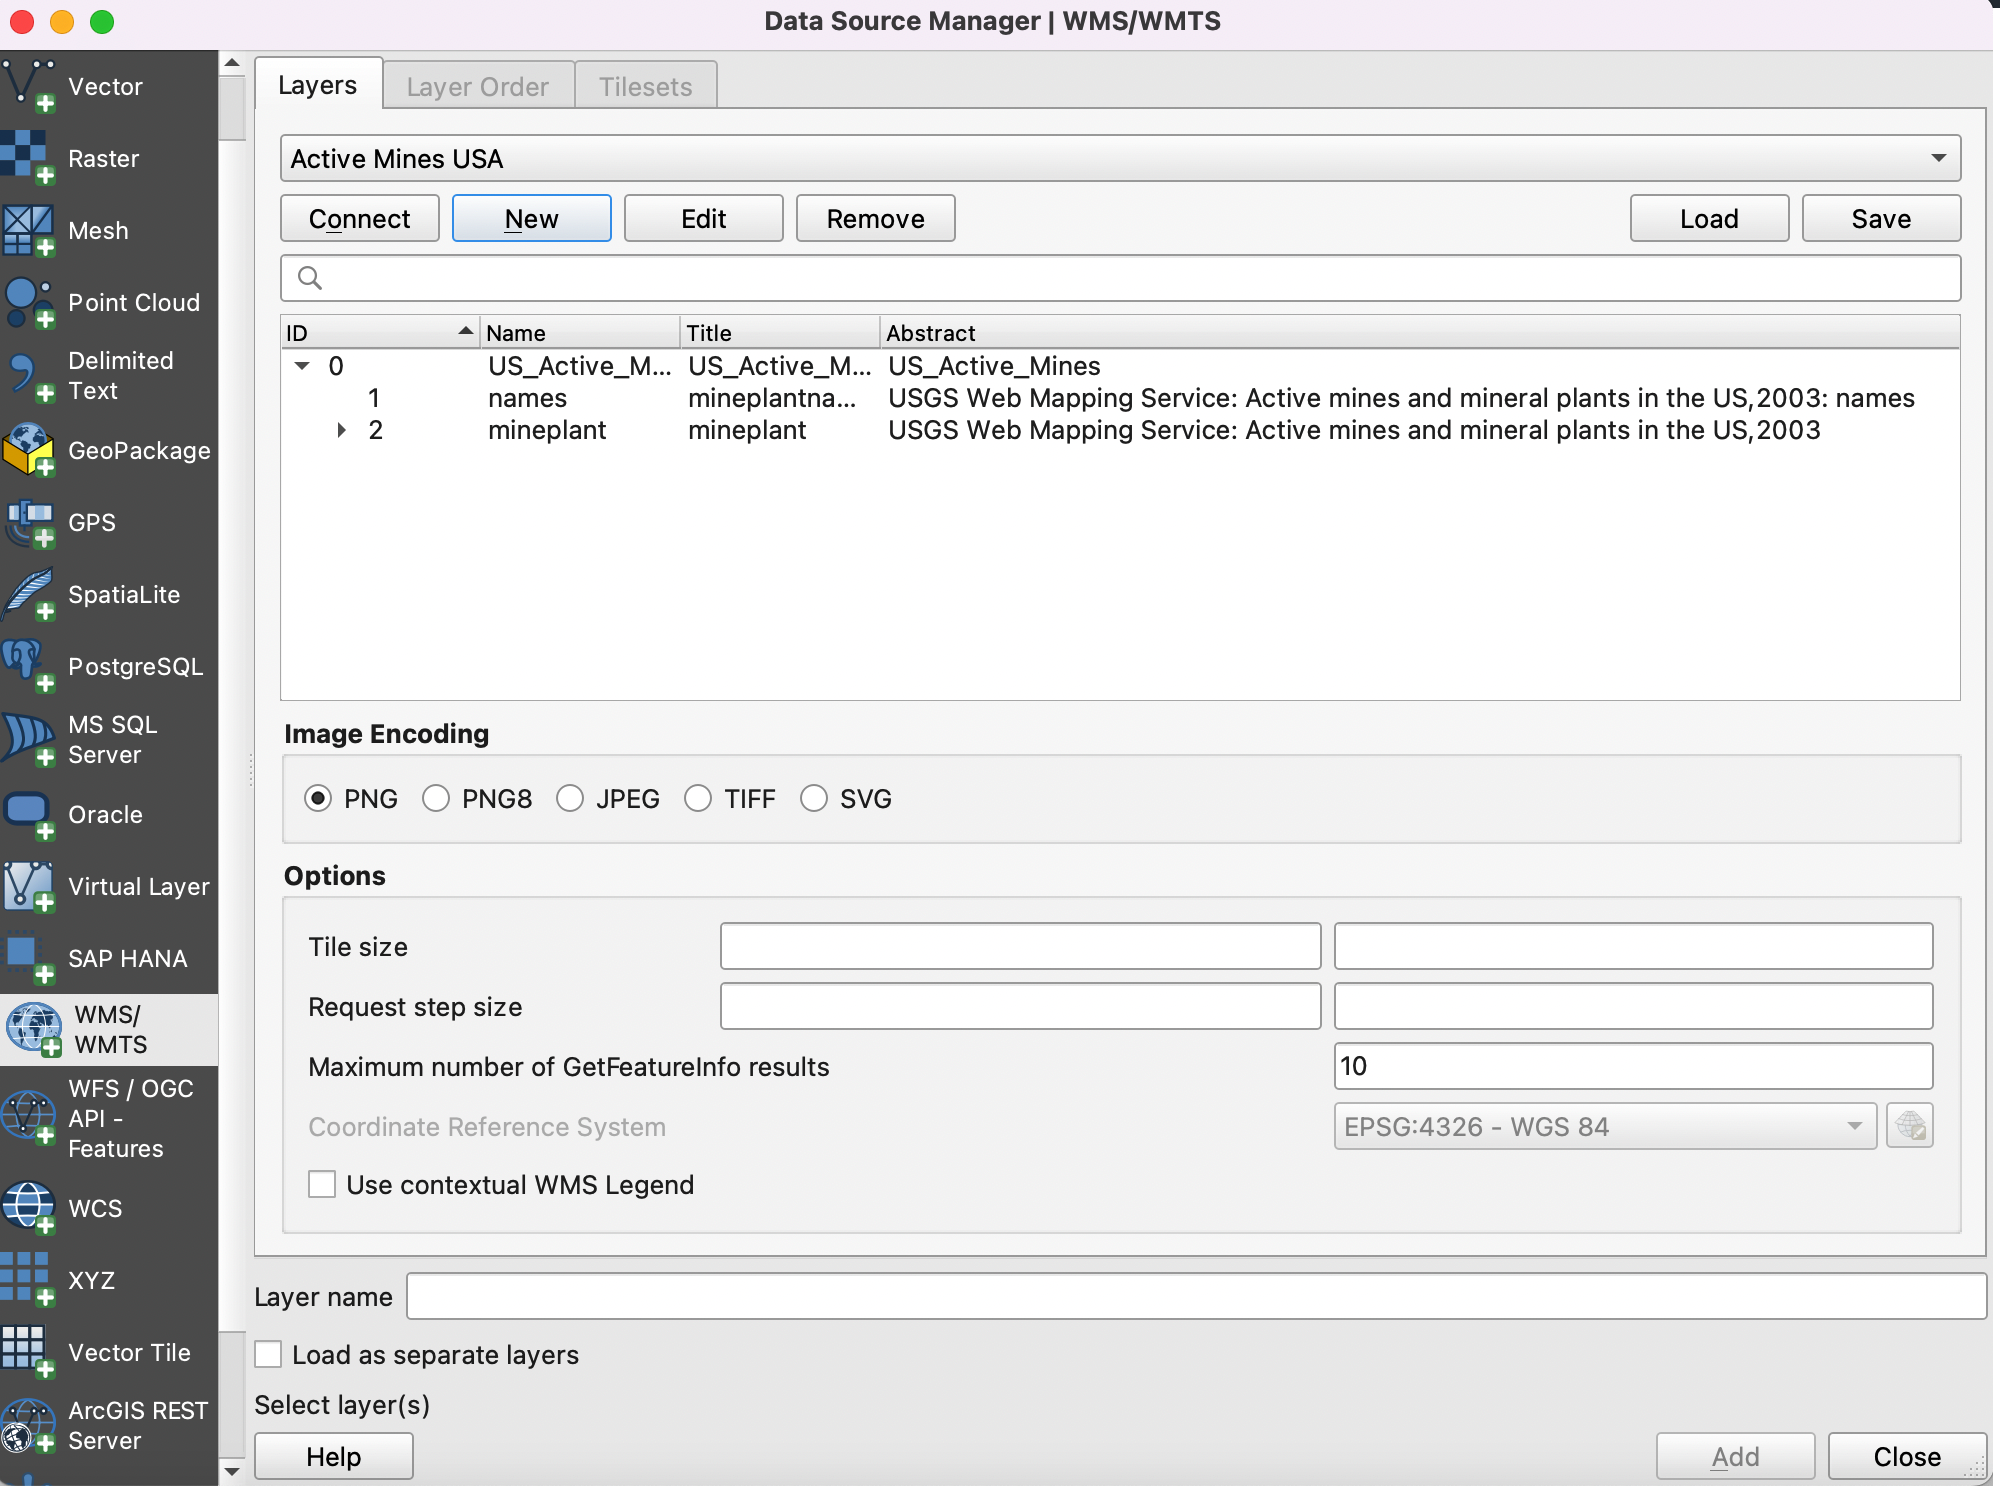 Data Source Manager | WMS/WMTS
Vector
Raster
Mesh
Point Cloud
Delimited
Text
GeoPackage
GPS
SpatiaLite
PostgreSQL
MS SQL
Server
Oracle
Virtual Layer
SAP HANA
WMS/
WMTS
WFS / OGC
API -
Features
WCS
XYZ
Vector Tile
ArcGIS REST
Server
Layers Layer Order Tilesets
Active Mines USA
Connect New Edit Remove Load Save
ID Name Title Abstract
0 US_Active_M... US_Active_M... US_Active_Mines
1 names mineplantna... USGS Web Mapping Service: Active mines and mineral plants in the US,2003: names
2 mineplant mineplant USGS Web Mapping Service: Active mines and mineral plants in the US,2003
Image Encoding
PNG PNG8 JPEG TIFF SVG
Options
Tile size
Request step size
Maximum number of GetFeatureInfo results 10
Coordinate Reference System EPSG:4326 - WGS 84
Use contextual WMS Legend
Layer name
Load as separate layers
Select layer(s)
Help Add Close